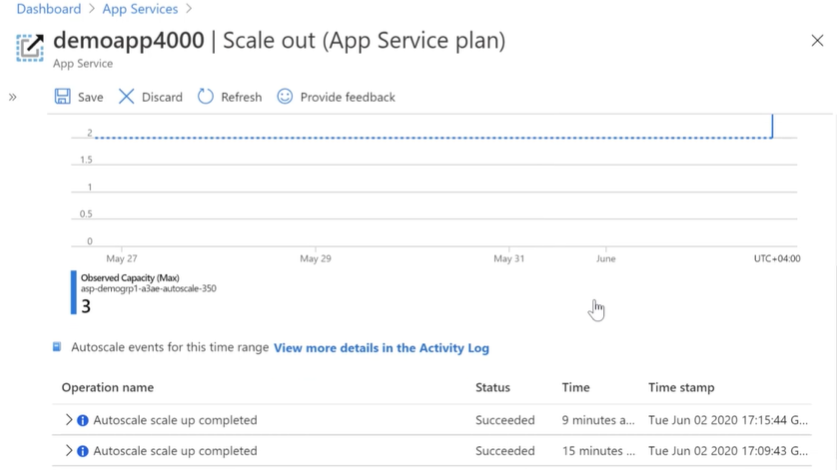 Dashboard > App Services >
demoapp4000 | Scale out (App Service plan)
App Service
» Save Discard Refresh Provide feedback
2
1.5
1
0.5
0
May 27 May 29 May 31 June UTC+04:00
Observed Capacity (Max)
asp-demogrp1-a3ae-autoscale-350
3
Autoscale events for this time range View more details in the Activity Log
Operation name Status Time Time stamp
Autoscale scale up completed Succeeded 9 minutes a... Tue Jun 02 2020 17:15:44 G...
Autoscale scale up completed Succeeded 15 minutes ... Tue Jun 02 2020 17:09:43 G...